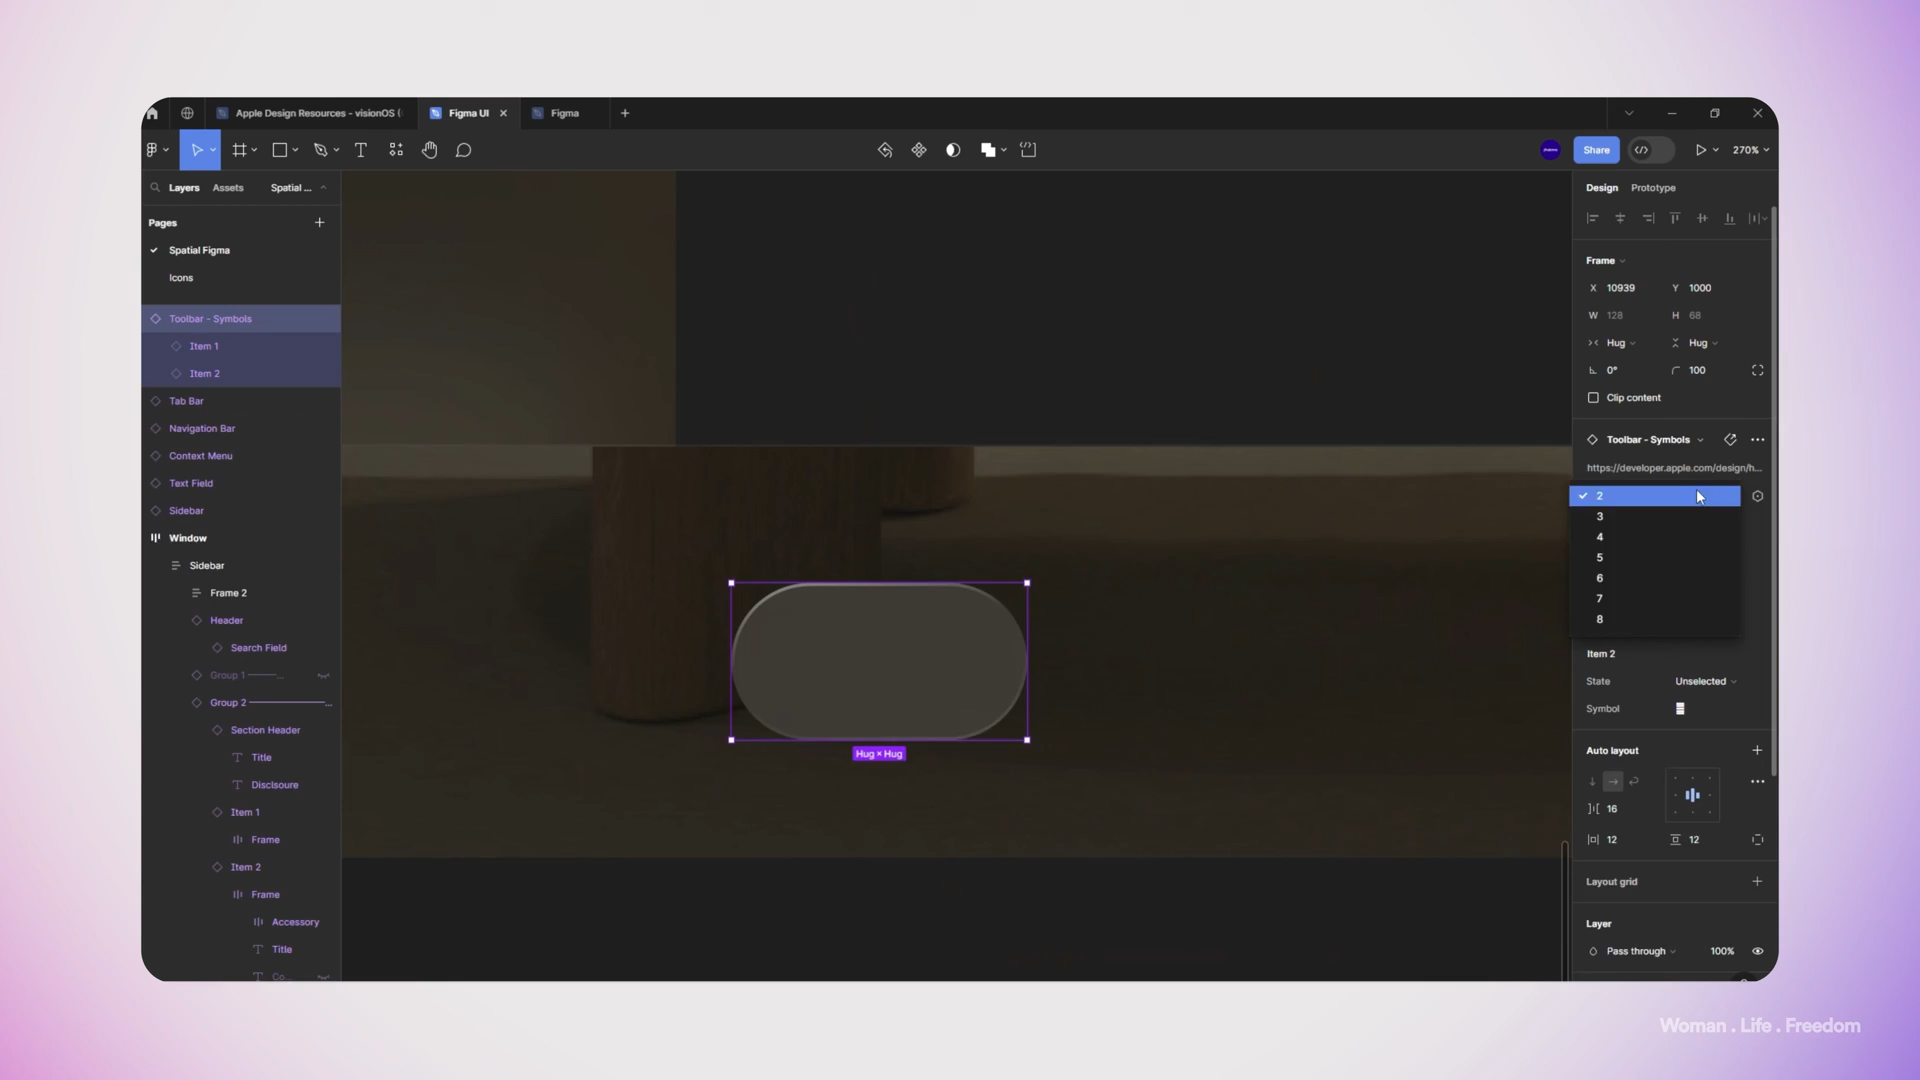 Apple Design Resources - visionOS (
Figma UI
Figma
Share
270%
Layers
Assets
Spatial ...
Pages
Spatial Figma
Icons
Toolbar - Symbols
Item 1
Item 2
Tab Bar
Navigation Bar
Context Menu
Text Field
Sidebar
Window
Sidebar
Frame 2
Header
Search Field
Group 1 ——–...
Group 2 ————————...
Section Header
Title
Disclsoure
Item 1
Frame
Item 2
Frame
Accessory
Title
Co...
Hug × Hug
Design
Prototype
Frame
X 10939
Y 1000
W 128
H 68
Hug
Hug
0°
100
Clip content
Toolbar - Symbols
https://developer.apple.com/design/h...
2
3
4
5
6
7
8
Item 2
State
Unselected
Symbol
Auto layout
16
12
12
Layout grid
Layer
Pass through
100%
Woman . Life . Freedom